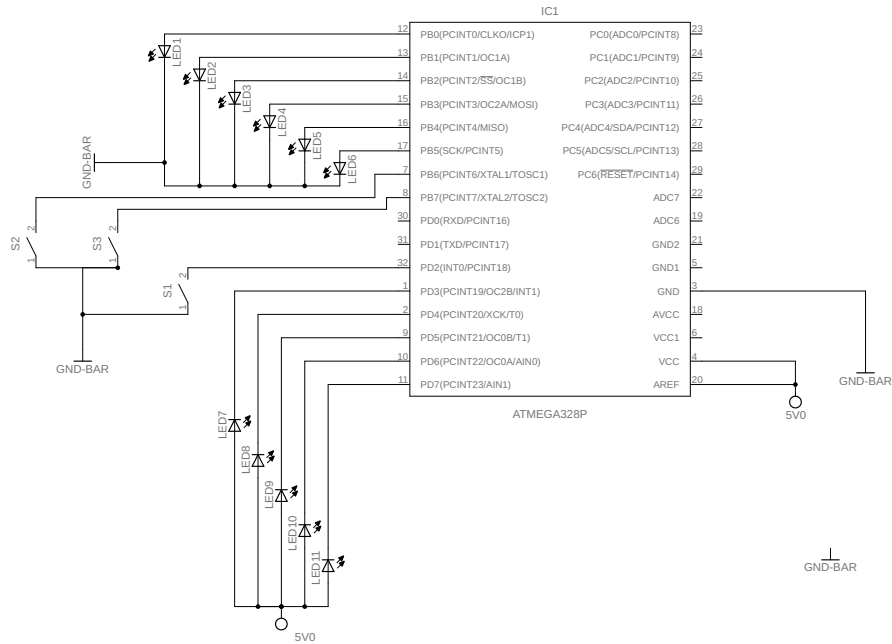 IC1
12 PB0(PCINT0/CLKO/ICP1) PC0(ADC0/PCINT8) 23
13 PB1(PCINT1/OC1A) PC1(ADC1/PCINT9) 24
14 PB2(PCINT2/SS/OC1B) PC2(ADC2/PCINT10) 25
15 PB3(PCINT3/OC2A/MOSI) PC3(ADC3/PCINT11) 26
16 PB4(PCINT4/MISO) PC4(ADC4/SDA/PCINT12) 27
17 PB5(SCK/PCINT5) PC5(ADC5/SCL/PCINT13) 28
7 PB6(PCINT6/XTAL1/TOSC1) PC6(RESET/PCINT14) 29
8 PB7(PCINT7/XTAL2/TOSC2) ADC7 22
30 PD0(RXD/PCINT16) ADC6 19
31 PD1(TXD/PCINT17) GND2 21
32 PD2(INT0/PCINT18) GND1 5
1 PD3(PCINT19/OC2B/INT1) GND 3
2 PD4(PCINT20/XCK/T0) AVCC 18
9 PD5(PCINT21/OC0B/T1) VCC1 6
10 PD6(PCINT22/OC0A/AIN0) VCC 4
11 PD7(PCINT23/AIN1) AREF 20
ATMEGA328P
LED1
LED2
LED3
LED4
LED5
LED6
GND-BAR
S2
1 2
S3
1 2
S1
1 2
GND-BAR
LED7
LED8
LED9
LED10
LED11
5V0
5V0
GND-BAR
GND-BAR